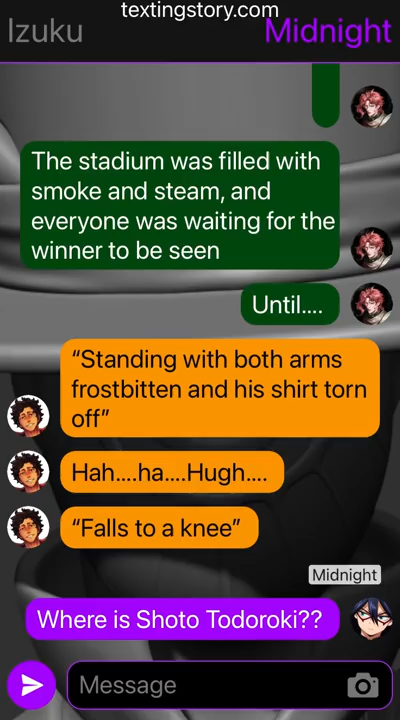 textingstory.com
Izuku
Midnight
The stadium was filled with
smoke and steam, and
everyone was waiting for the
winner to be seen
Until....
“Standing with both arms
frostbitten and his shirt torn
off”
Hah....ha....Hugh....
“Falls to a knee”
Midnight
Where is Shoto Todoroki??
Message